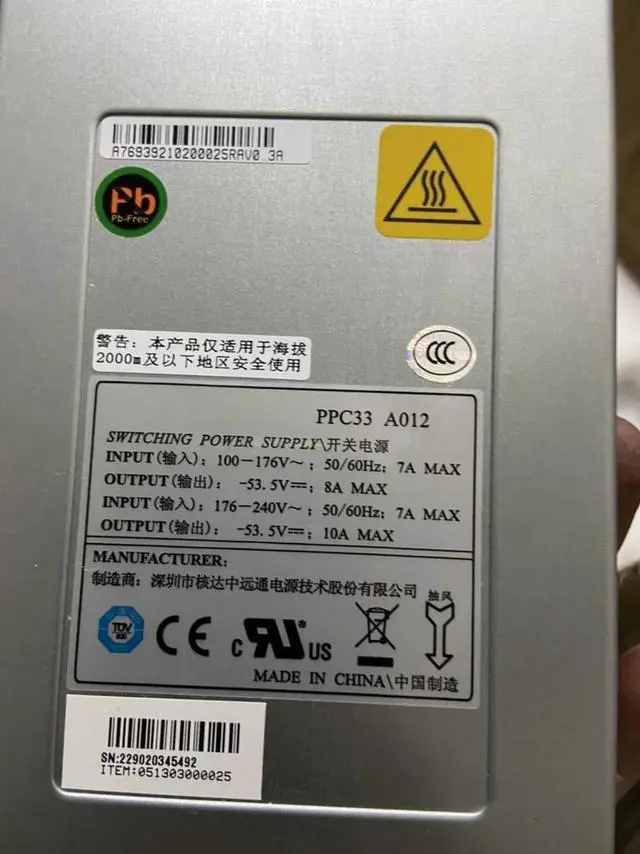 A76939210200025RAV0.3A
Pb
Pb-Free
警告：本产品仅适用于海拔
2000m及以下地区安全使用
CCC
PPC33 A012
SWITCHING POWER SUPPLY\开关电源
INPUT(输入)：100－176V～；50/60Hz；7A MAX
OUTPUT(输出)：-53.5V⎓；8A MAX
INPUT(输入)：176－240V～；50/60Hz；7A MAX
OUTPUT(输出)：-53.5V⎓；10A MAX
MANUFACTURER:
制造商：深圳市核达中远通电源技术股份有限公司
抽风
TÜV
CE
c RU US
MADE IN CHINA\中国制造
SN:229020345492
ITEM:051303000025